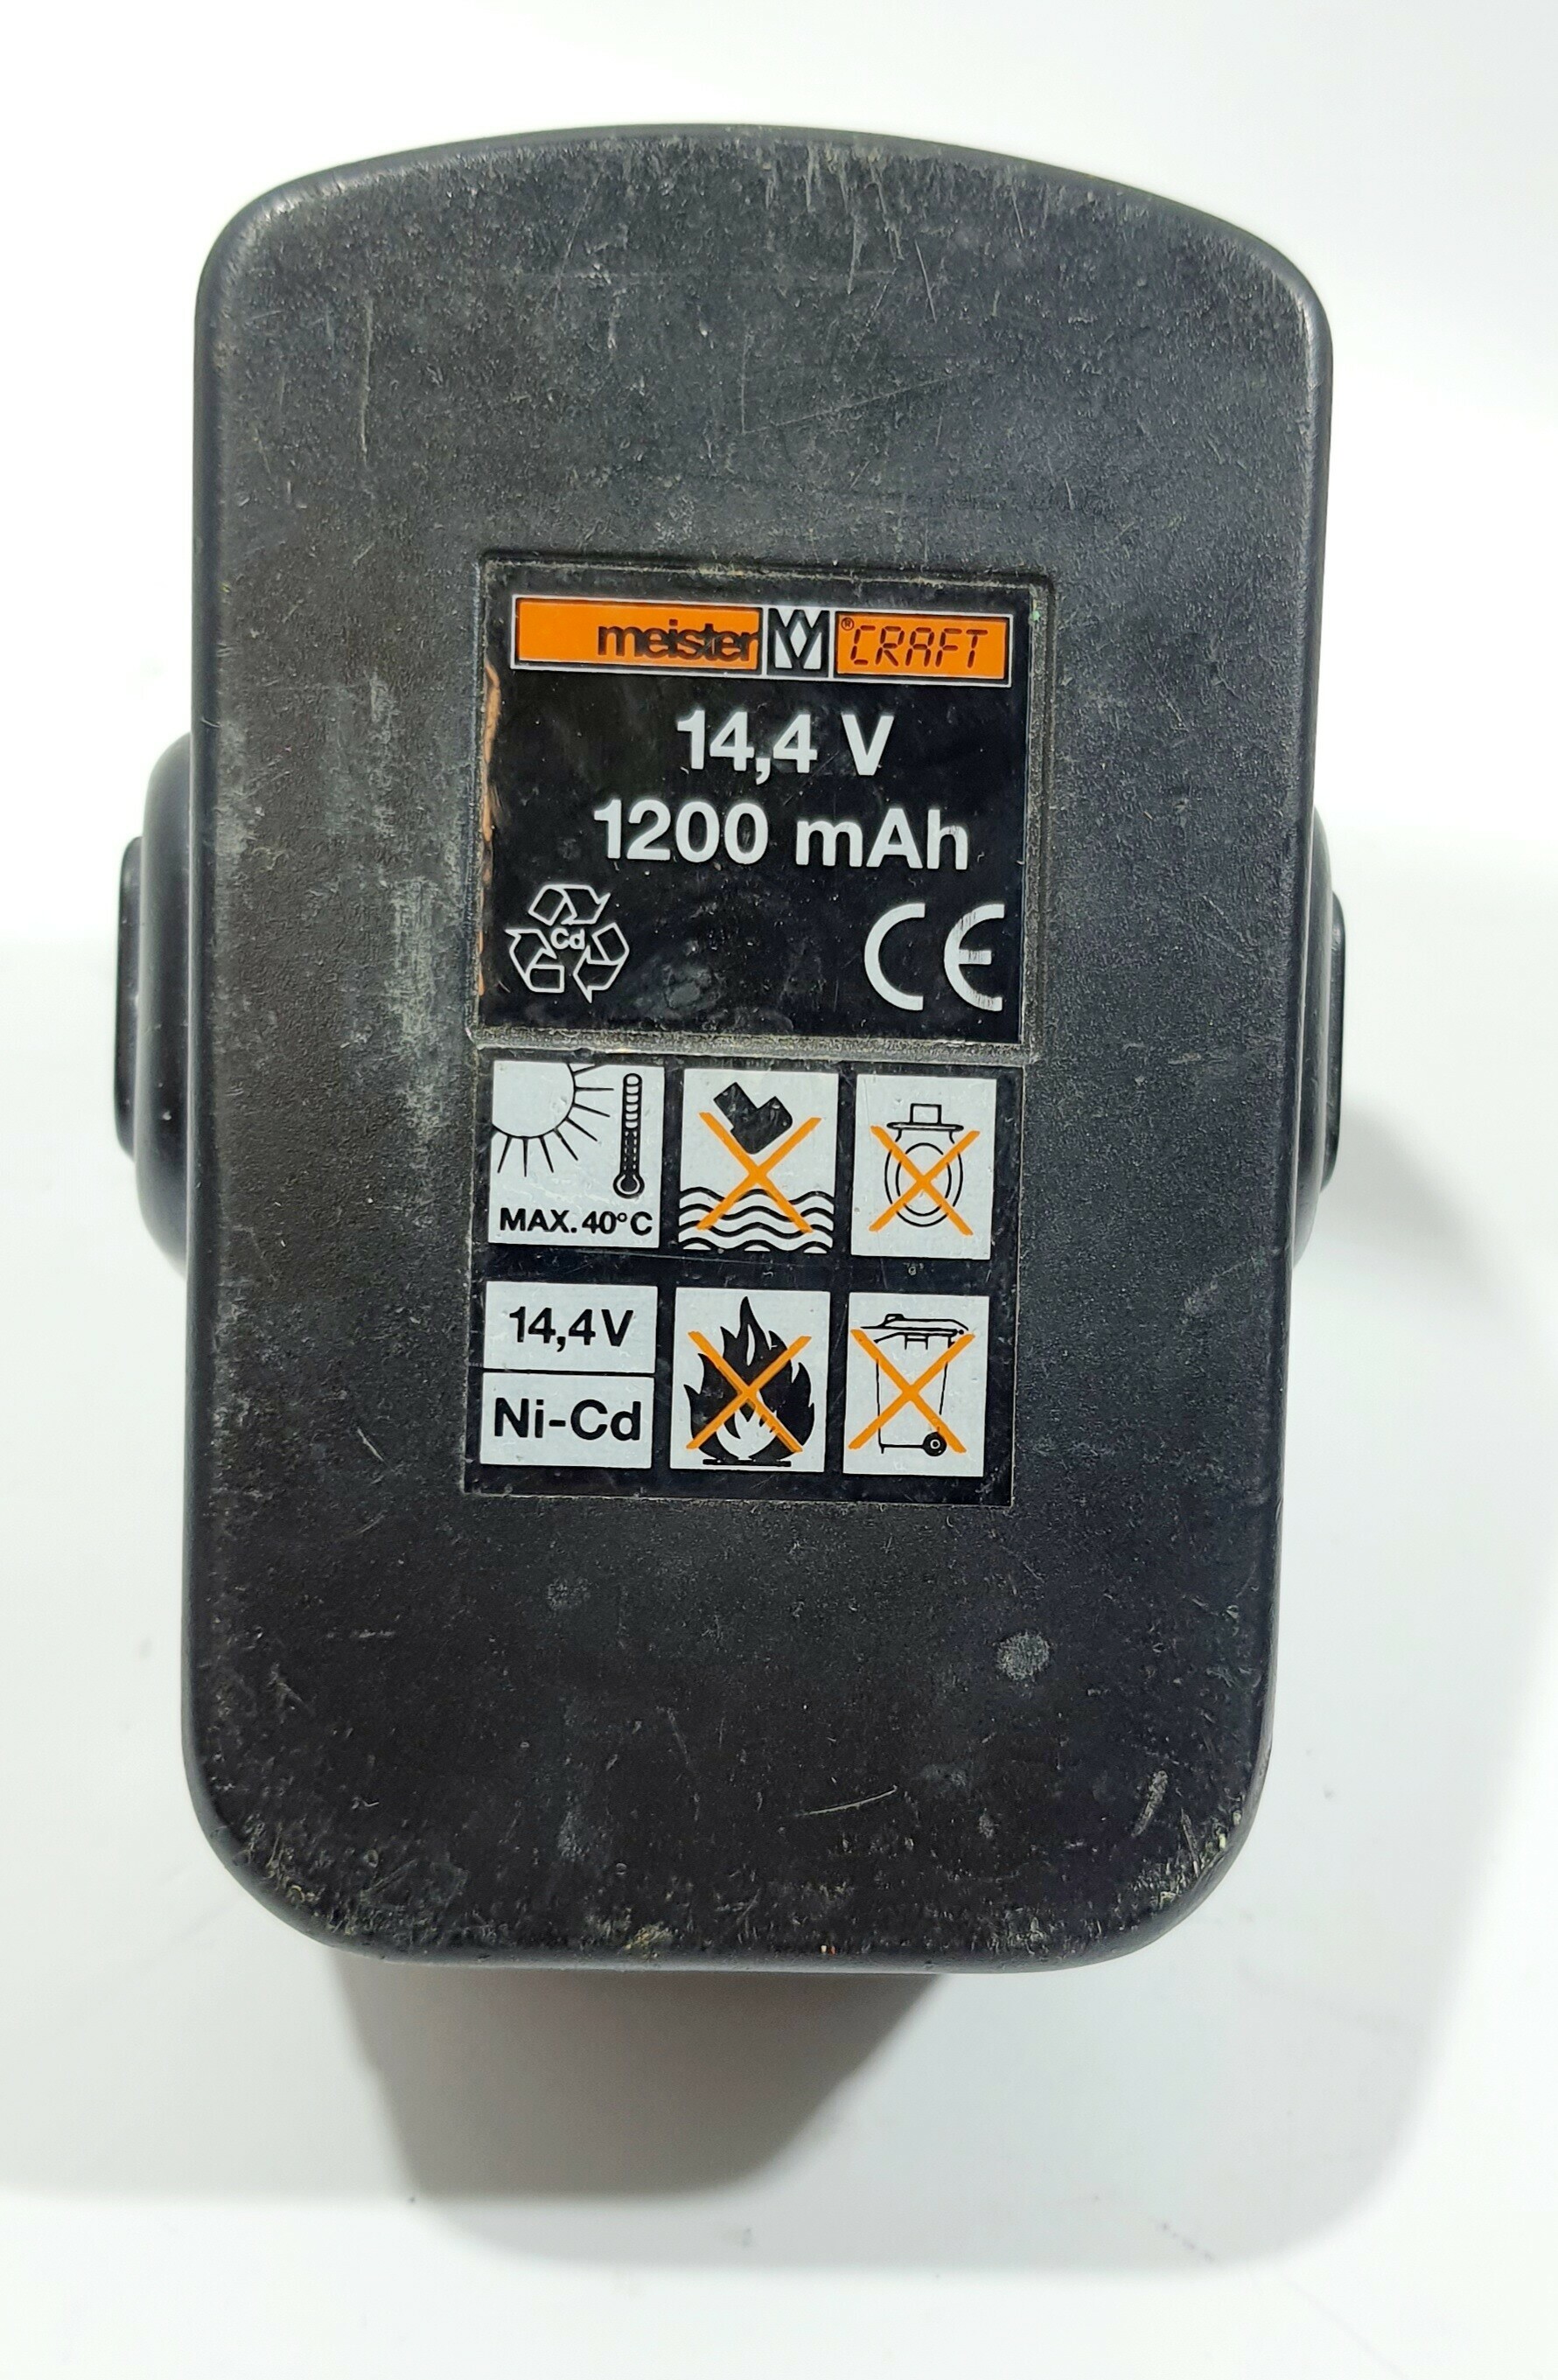 meister ® CRAFT
14,4 V
1200 mAh
Cd
CE
MAX. 40°C
14,4V
Ni-Cd